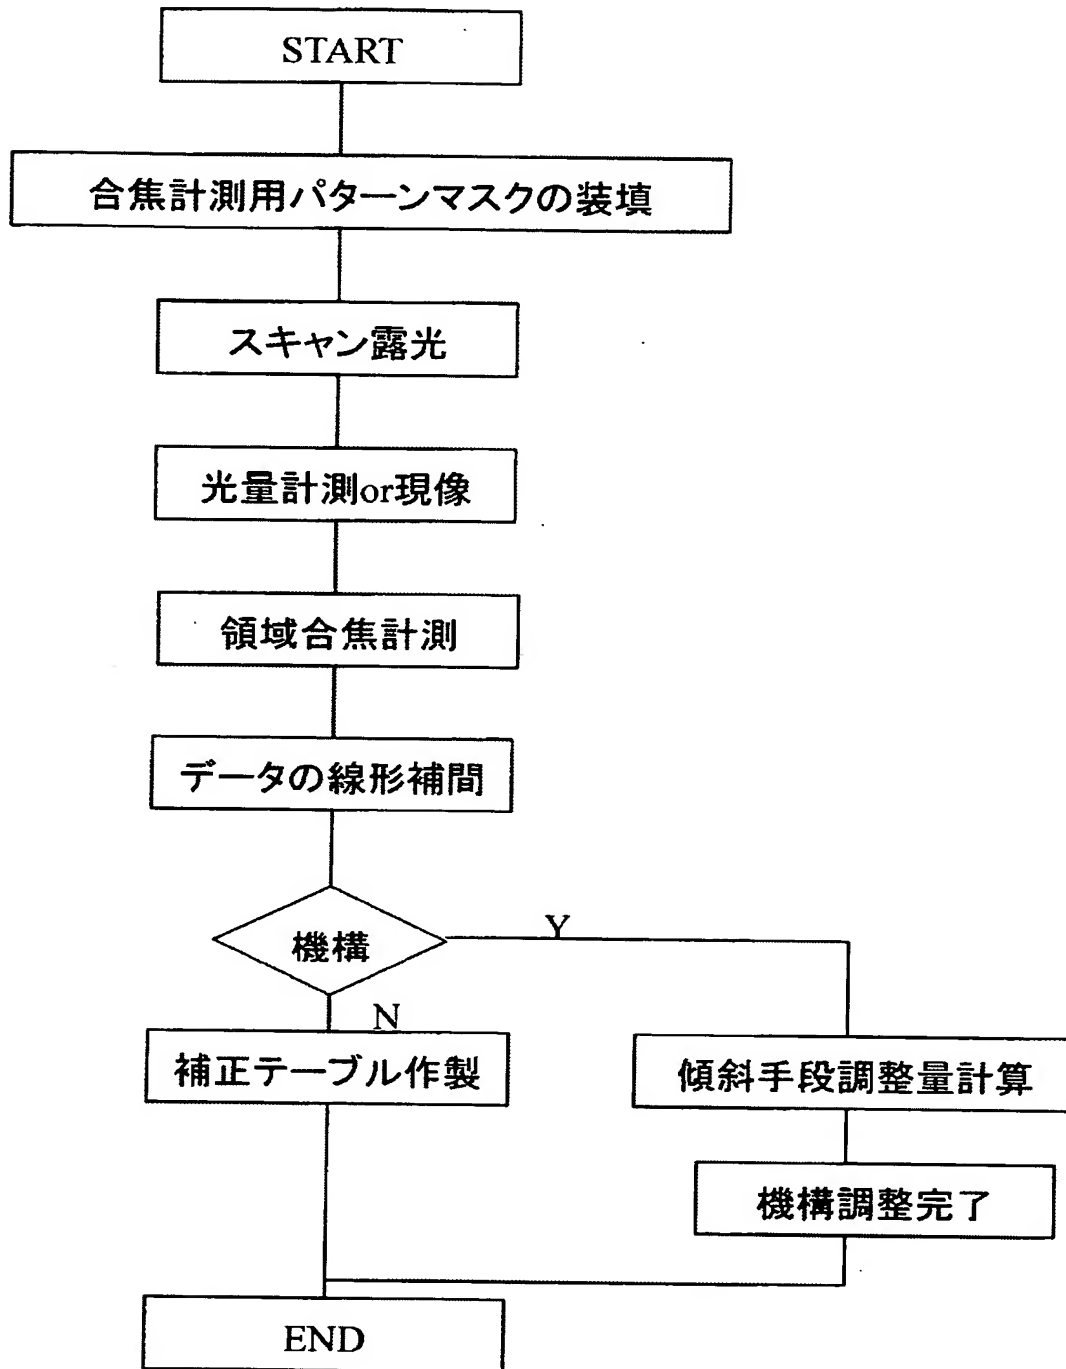 START
合焦計測用パターンマスクの装填
スキャン露光
光量計測or現像
領域合焦計測
データの線形補間
機構
Y
N
補正テーブル作製
傾斜手段調整量計算
機構調整完了
END